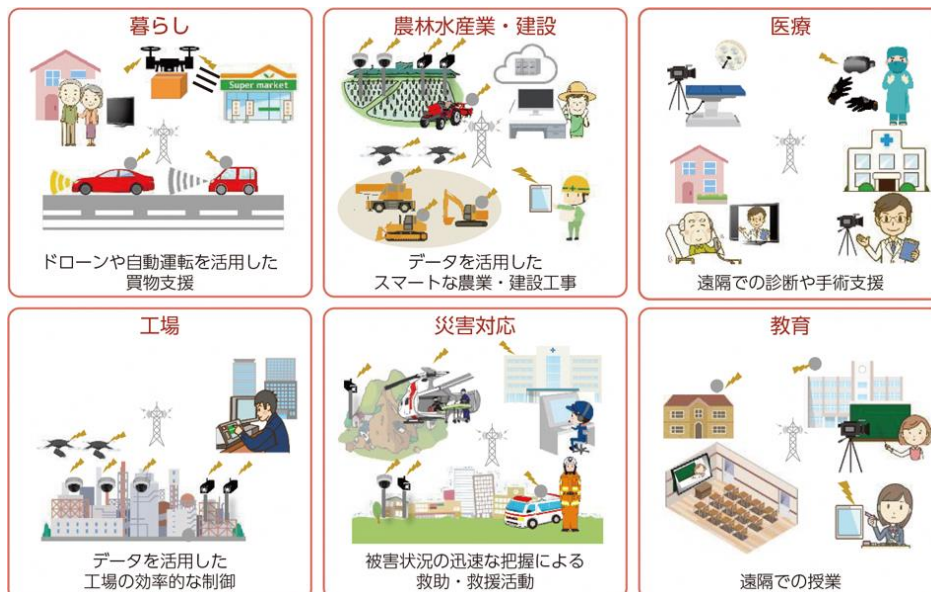 暮らし
Super market
ドローンや自動運転を活用した
買物支援
農林水産業・建設
データを活用した
スマートな農業・建設工事
医療
遠隔での診断や手術支援
工場
データを活用した
工場の効率的な制御
災害対応
被害状況の迅速な把握による
救助・救援活動
教育
遠隔での授業